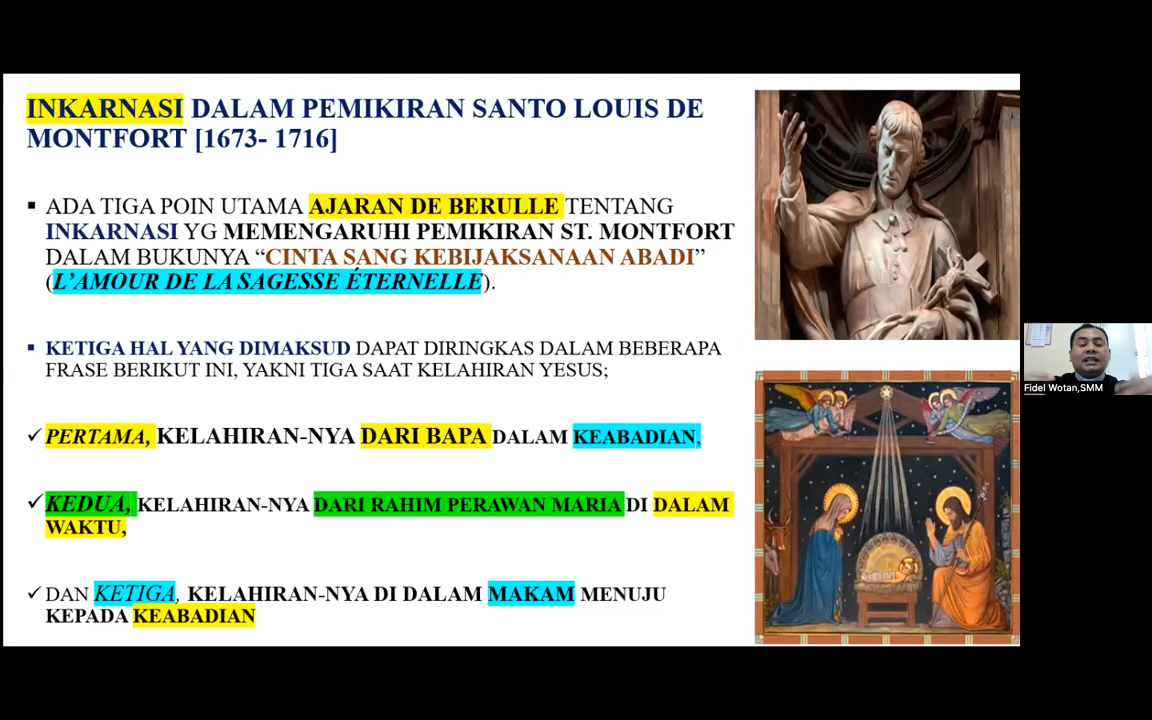 INKARNASI DALAM PEMIKIRAN SANTO LOUIS DE
MONTFORT [1673- 1716]
▪ ADA TIGA POIN UTAMA AJARAN DE BERULLE TENTANG
INKARNASI YG MEMENGARUHI PEMIKIRAN ST. MONTFORT
DALAM BUKUNYA “CINTA SANG KEBIJAKSANAAN ABADI”
(L’AMOUR DE LA SAGESSE ÉTERNELLE).
▪ KETIGA HAL YANG DIMAKSUD DAPAT DIRINGKAS DALAM BEBERAPA
FRASE BERIKUT INI, YAKNI TIGA SAAT KELAHIRAN YESUS;
✓ PERTAMA, KELAHIRAN-NYA DARI BAPA DALAM KEABADIAN,
✓ KEDUA, KELAHIRAN-NYA DARI RAHIM PERAWAN MARIA DI DALAM
WAKTU,
✓ DAN KETIGA, KELAHIRAN-NYA DI DALAM MAKAM MENUJU
KEPADA KEABADIAN
Fidel Wotan,SMM